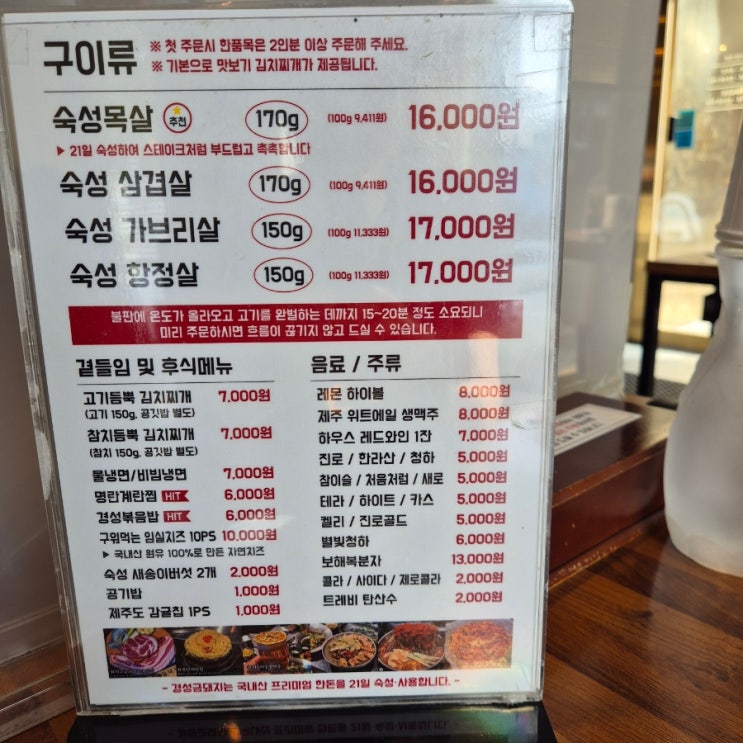 구이류
※ 첫 주문시 한품목은 2인분 이상 주문해 주세요.
※ 기본으로 맛보기 김치찌개가 제공됩니다.
숙성목살 추천 170g (100g 9,411원) 16,000원
▶ 21일 숙성하여 스테이크처럼 부드럽고 촉촉합니다
숙성 삼겹살 170g (100g 9,411원) 16,000원
숙성 가브리살 150g (100g 11,333원) 17,000원
숙성 항정살 150g (100g 11,333원) 17,000원
불판에 온도가 올라오고 고기를 완벌하는 데까지 15~20분 정도 소요되니
미리 주문하시면 흐름이 끊기지 않고 드실 수 있습니다.
곁들임 및 후식메뉴
고기듬뿍 김치찌개 7,000원
(고기 150g, 공깃밥 별도)
참치듬뿍 김치찌개 7,000원
(참치 150g, 공깃밥 별도)
물냉면/비빔냉면 7,000원
명란계란찜 HIT 6,000원
경성볶음밥 HIT 6,000원
구워먹는 임실치즈 10PS 10,000원
▶ 국내산 원유 100%로 만든 자연치즈
숙성 새송이버섯 2개 2,000원
공기밥 1,000원
제주도 감귤칩 1PS 1,000원
음료 / 주류
레몬 하이볼 8,000원
제주 위트에일 생맥주 8,000원
하우스 레드와인 1잔 7,000원
진로 / 한라산 / 청하 5,000원
참이슬 / 처음처럼 / 새로 5,000원
테라 / 하이트 / 카스 5,000원
켈리 / 진로골드 5,000원
별빛청하 6,000원
보해복분자 13,000원
콜라 / 사이다 / 제로콜라 2,000원
트레비 탄산수 2,000원
- 경성금돼지는 국내산 프리미엄 한돈을 21일 숙성·사용합니다. -